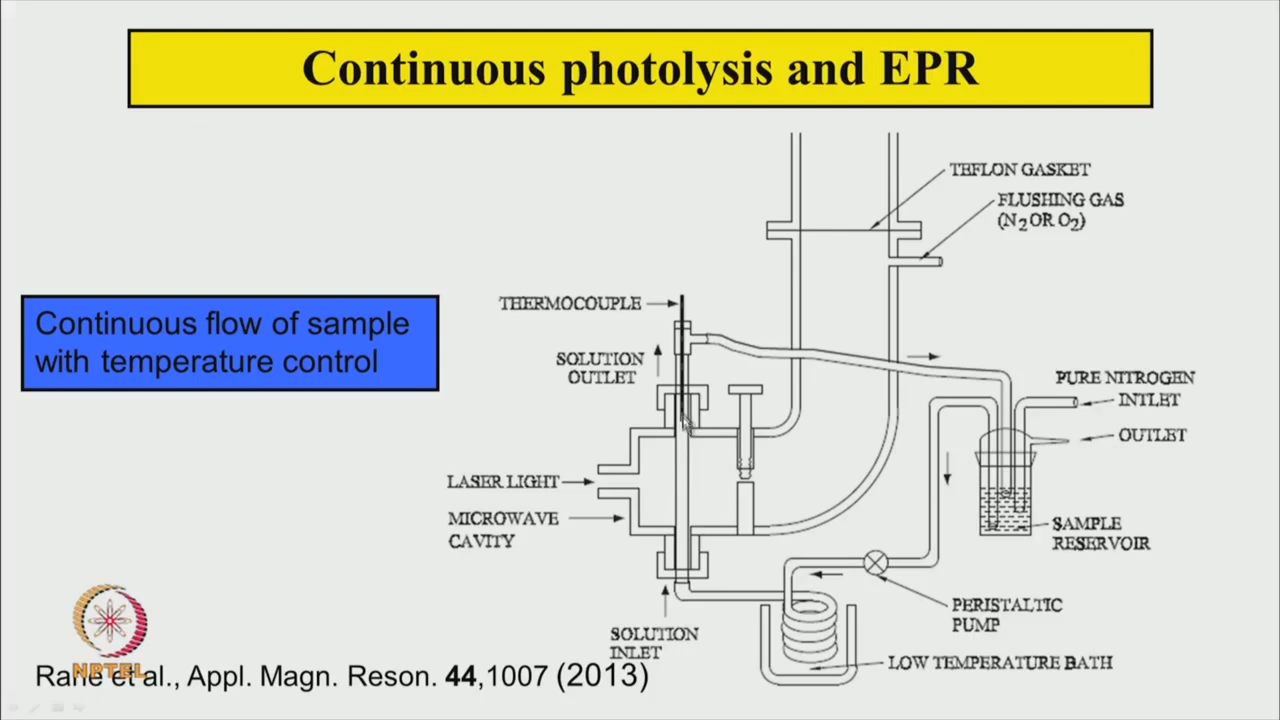 Continuous photolysis and EPR
TEFLON GASKET
FLUSHING GAS
(N2 OR O2)
THERMOCOUPLE
Continuous flow of sample
with temperature control
SOLUTION
OUTLET
PURE NITROGEN
INTLET
OUTLET
LASER LIGHT
MICROWAVE
CAVITY
SAMPLE
RESERVOIR
PERISTALTIC
PUMP
SOLUTION
INLET
LOW TEMPERATURE BATH
NPTEL
Rane et al., Appl. Magn. Reson. 44,1007 (2013)